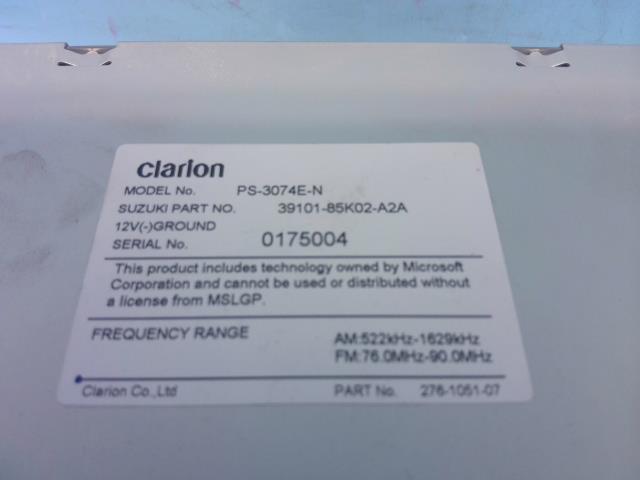 clarion
MODEL No. PS-3074E-N
SUZUKI PART NO. 39101-85K02-A2A
12V(-)GROUND
SERIAL No. 0175004
This product includes technology owned by Microsoft
Corporation and cannot be used or distributed without
a license from MSLGP.
FREQUENCY RANGE AM:522kHz-1629kHz
FM:76.0MHz-90.0MHz
Clarion Co.,Ltd PART No. 276-1051-07